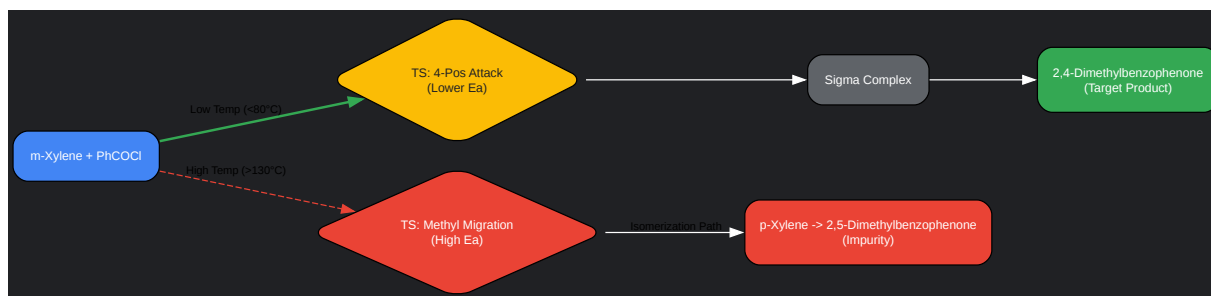 TS: 4-Pos Attack
(Lower Ea)
Sigma Complex
2,4-Dimethylbenzophenone
(Target Product)
Low Temp (<80°C)
m-Xylene + PhCOCl
High Temp (>130°C)
TS: Methyl Migration
(High Ea)
Isomerization Path
p-Xylene -> 2,5-Dimethylbenzophenone
(Impurity)